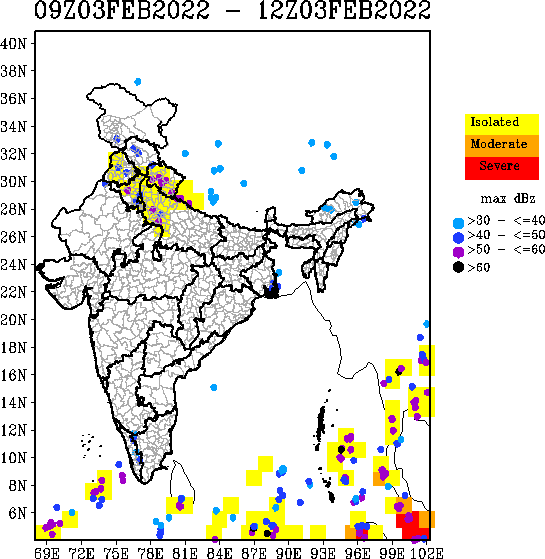 09Z03FEB2022 - 12Z03FEB2022
40N
38N
36N
34N
32N
30N
28N
26N
24N
22N
20N
18N
16N
14N
12N
10N
8N
6N
69E 72E 75E 78E 81E 84E 87E 90E 93E 96E 99E 102E
Isolated
Moderate
Severe
max dBz
>30 - <=40
>40 - <=50
>50 - <=60
>60